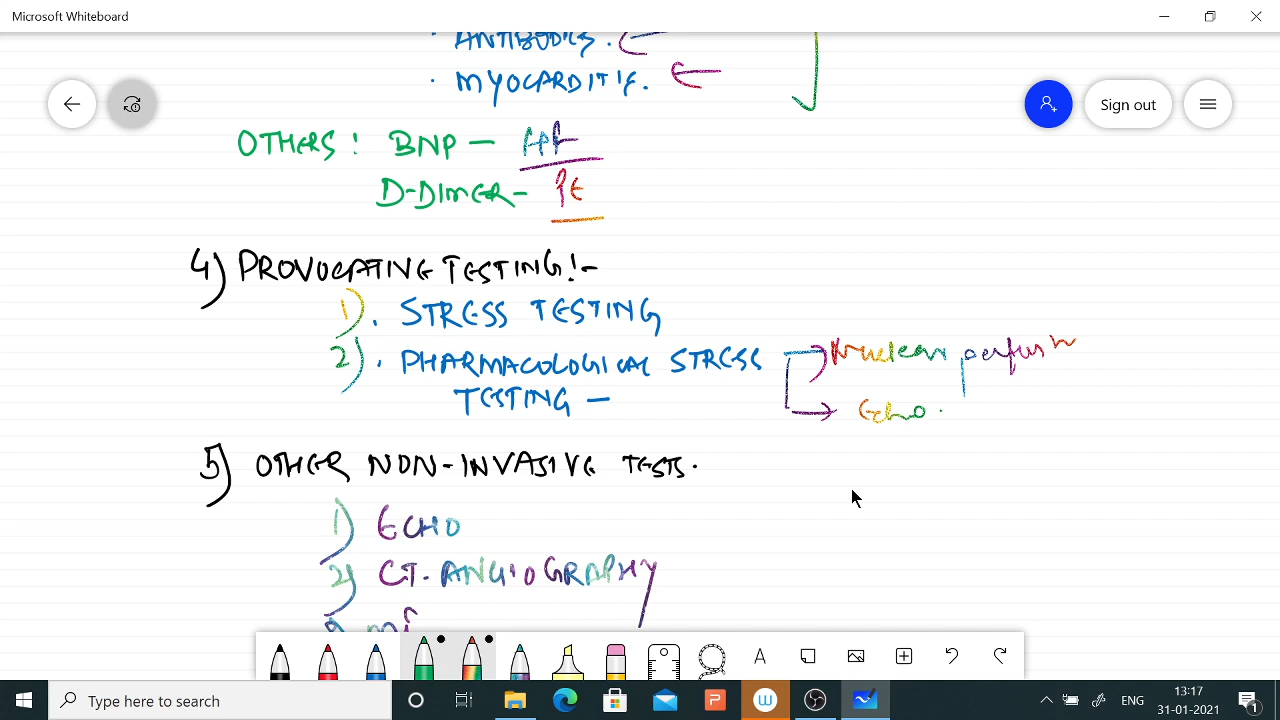 Microsoft Whiteboard
· ANTIBODIES.
· MYOCARDITIS.
Sign out
OTHERS: BNP - HF
D-DIMER - PE
4) PROVOCATIVE TESTING:-
1). STRESS TESTING
2). PHARMACOLOGICAL STRESS
TESTING -
Nuclear perfusn
Echo.
5) OTHER NON-INVASIVE TESTS.
1) ECHO
2) CT-ANGIOGRAPHY
Type here to search
ENG
13:17
31-01-2021
1